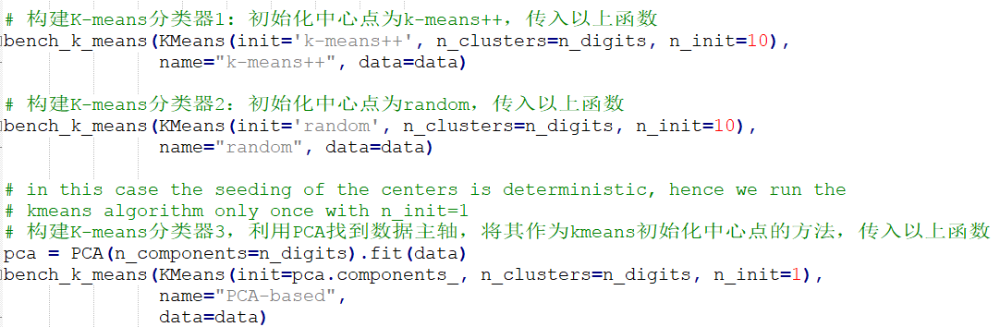 # 构建K-means分类器1：初始化中心点为k-means++，传入以上函数
bench_k_means(KMeans(init='k-means++', n_clusters=n_digits, n_init=10),
              name="k-means++", data=data)
# 构建K-means分类器2：初始化中心点为random，传入以上函数
bench_k_means(KMeans(init='random', n_clusters=n_digits, n_init=10),
              name="random", data=data)
# in this case the seeding of the centers is deterministic, hence we run the
# kmeans algorithm only once with n_init=1
# 构建K-means分类器3，利用PCA找到数据主轴，将其作为kmeans初始化中心点的方法，传入以上函数
pca = PCA(n_components=n_digits).fit(data)
bench_k_means(KMeans(init=pca.components_, n_clusters=n_digits, n_init=1),
              name="PCA-based",
              data=data)